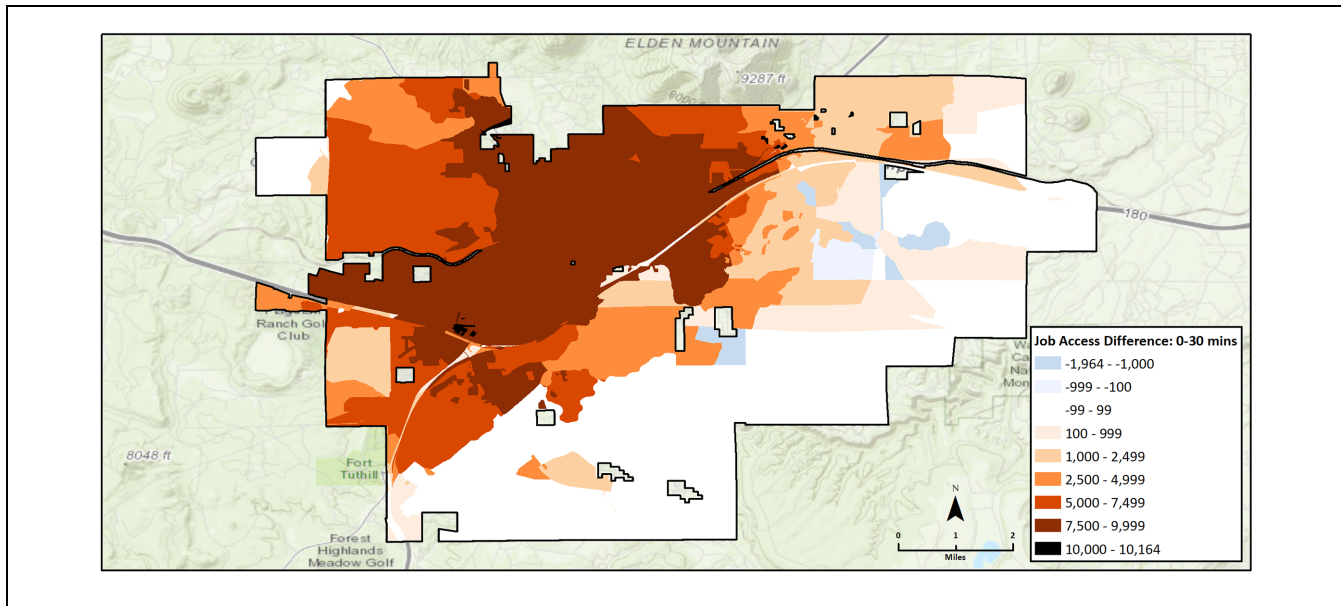 ELDEN MOUNTAIN
9287 ft
180
Ranch Golf
Club
8048 ft
Fort
Tuthill
Forest
Highlands
Meadow Golf
Job Access Difference: 0-30 mins
-1,964 - -1,000
-999 - -100
-99 - 99
100 - 999
1,000 - 2,499
2,500 - 4,999
5,000 - 7,499
7,500 - 9,999
10,000 - 10,164
N
0 1 2
Miles